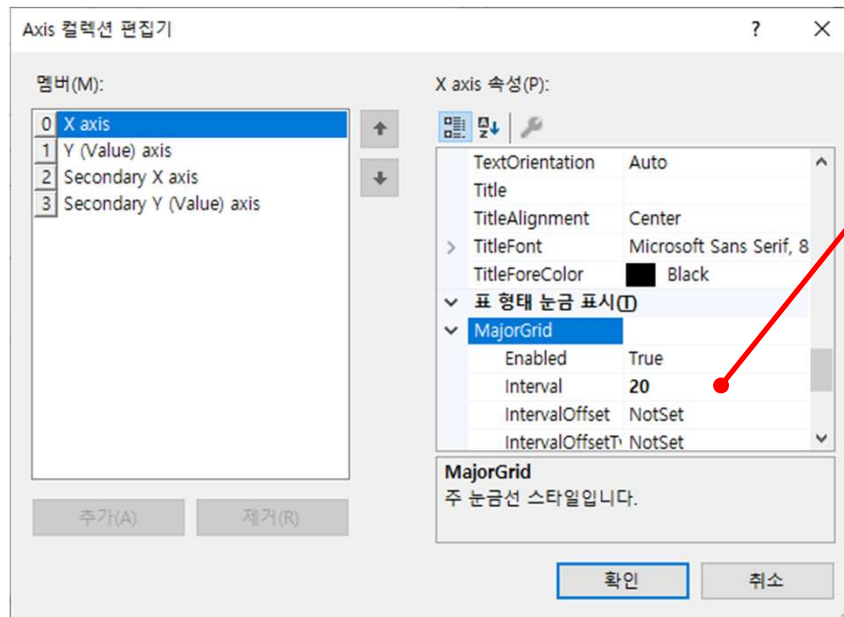 Axis 컬렉션 편집기 ?
멤버(M):
0 X axis
1 Y (Value) axis
2 Secondary X axis
3 Secondary Y (Value) axis
추가(A) 제거(R)
X axis 속성(P):
TextOrientation Auto
Title
TitleAlignment Center
TitleFont Microsoft Sans Serif, 8
TitleForeColor Black
표 형태 눈금 표시(T)
MajorGrid
Enabled True
Interval 20
IntervalOffset NotSet
IntervalOffsetTy NotSet
MajorGrid
주 눈금선 스타일입니다.
확인 취소